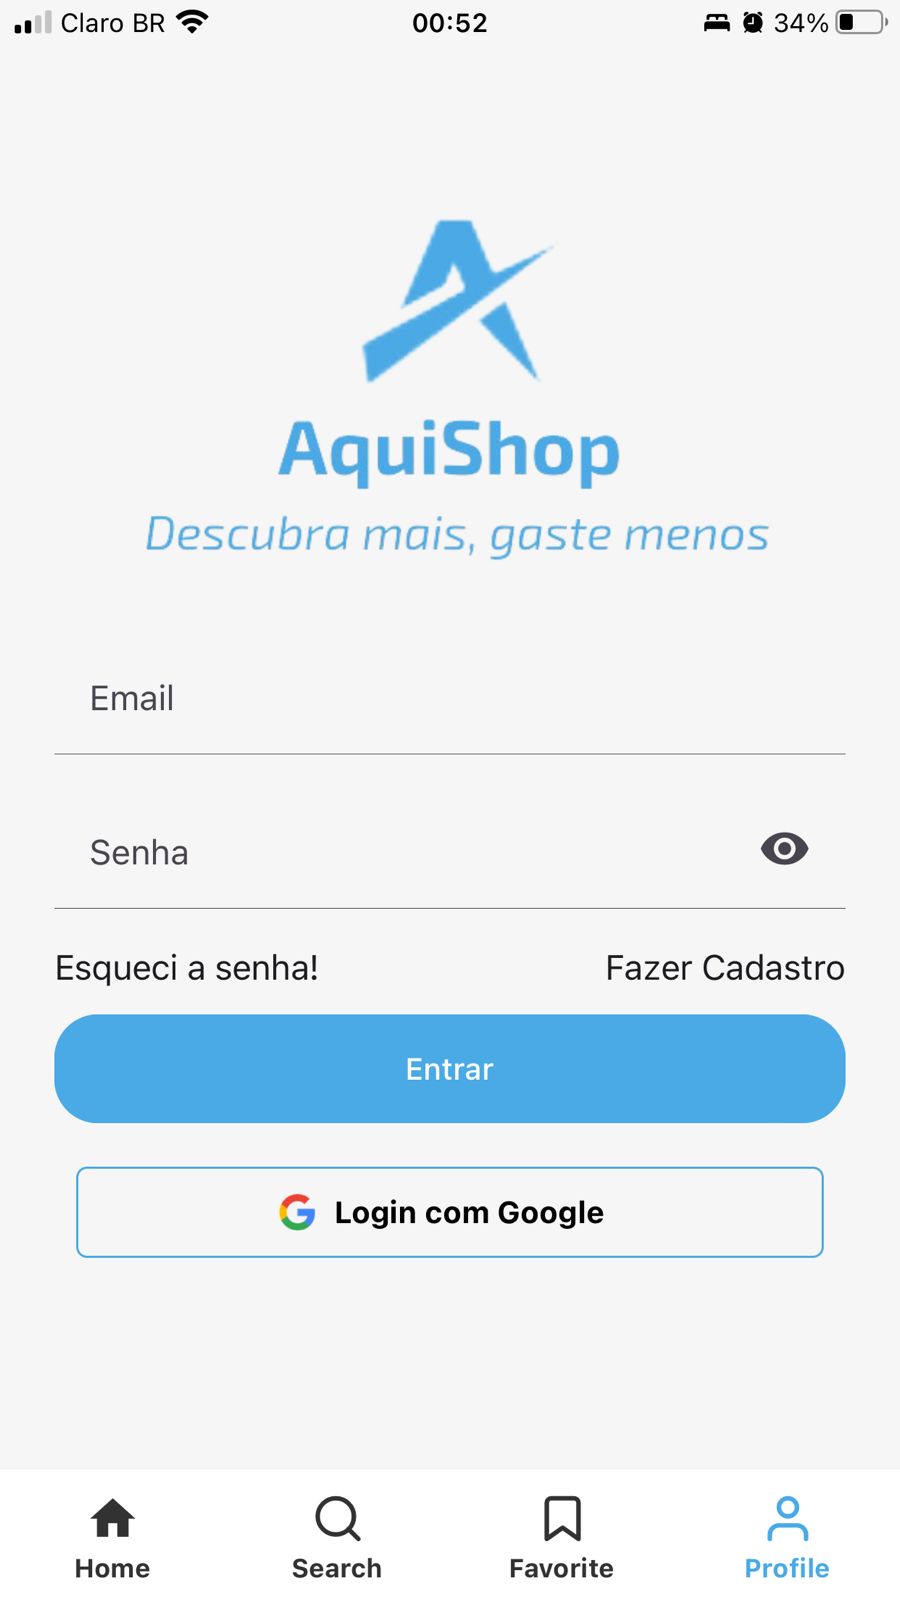 Claro BR 00:52 34%
AquiShop
Descubra mais, gaste menos
Email
Senha
Esqueci a senha! Fazer Cadastro
Entrar
Login com Google
Home Search Favorite Profile